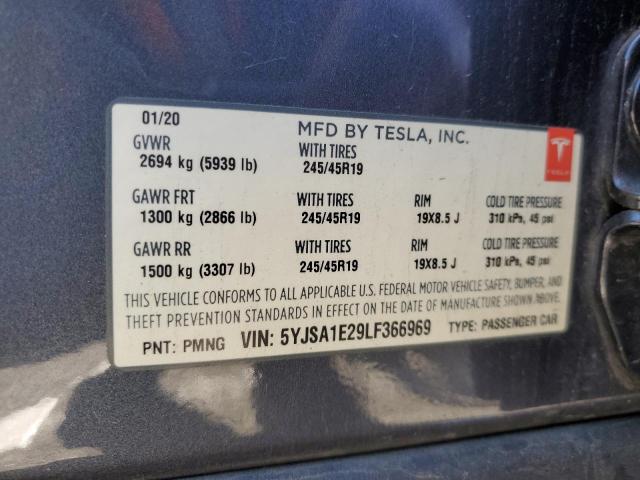 01/20 MFD BY TESLA, INC.
GVWR WITH TIRES
2694 kg (5939 lb) 245/45R19
TESLA
GAWR FRT WITH TIRES RIM COLD TIRE PRESSURE
1300 kg (2866 lb) 245/45R19 19X8.5 J 310 kPs, 45 psi
GAWR RR WITH TIRES RIM COLD TIRE PRESSURE
1500 kg (3307 lb) 245/45R19 19X8.5 J 310 kPs, 45 psi
THIS VEHICLE CONFORMS TO ALL APPLICABLE U.S. FEDERAL MOTOR VEHICLE SAFETY, BUMPER, AND
THEFT PREVENTION STANDARDS IN EFFECT ON THE DATE OF MANUFACTURE SHOWN ABOVE.
PNT: PMNG VIN: 5YJSA1E29LF366969 TYPE: PASSENGER CAR